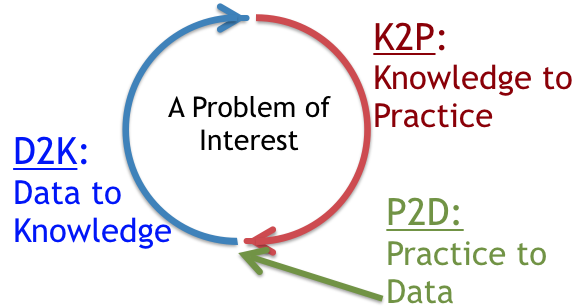 K2P:
Knowledge to
Practice
A Problem of
Interest
D2K:
Data to
Knowledge
P2D:
Practice to
Data